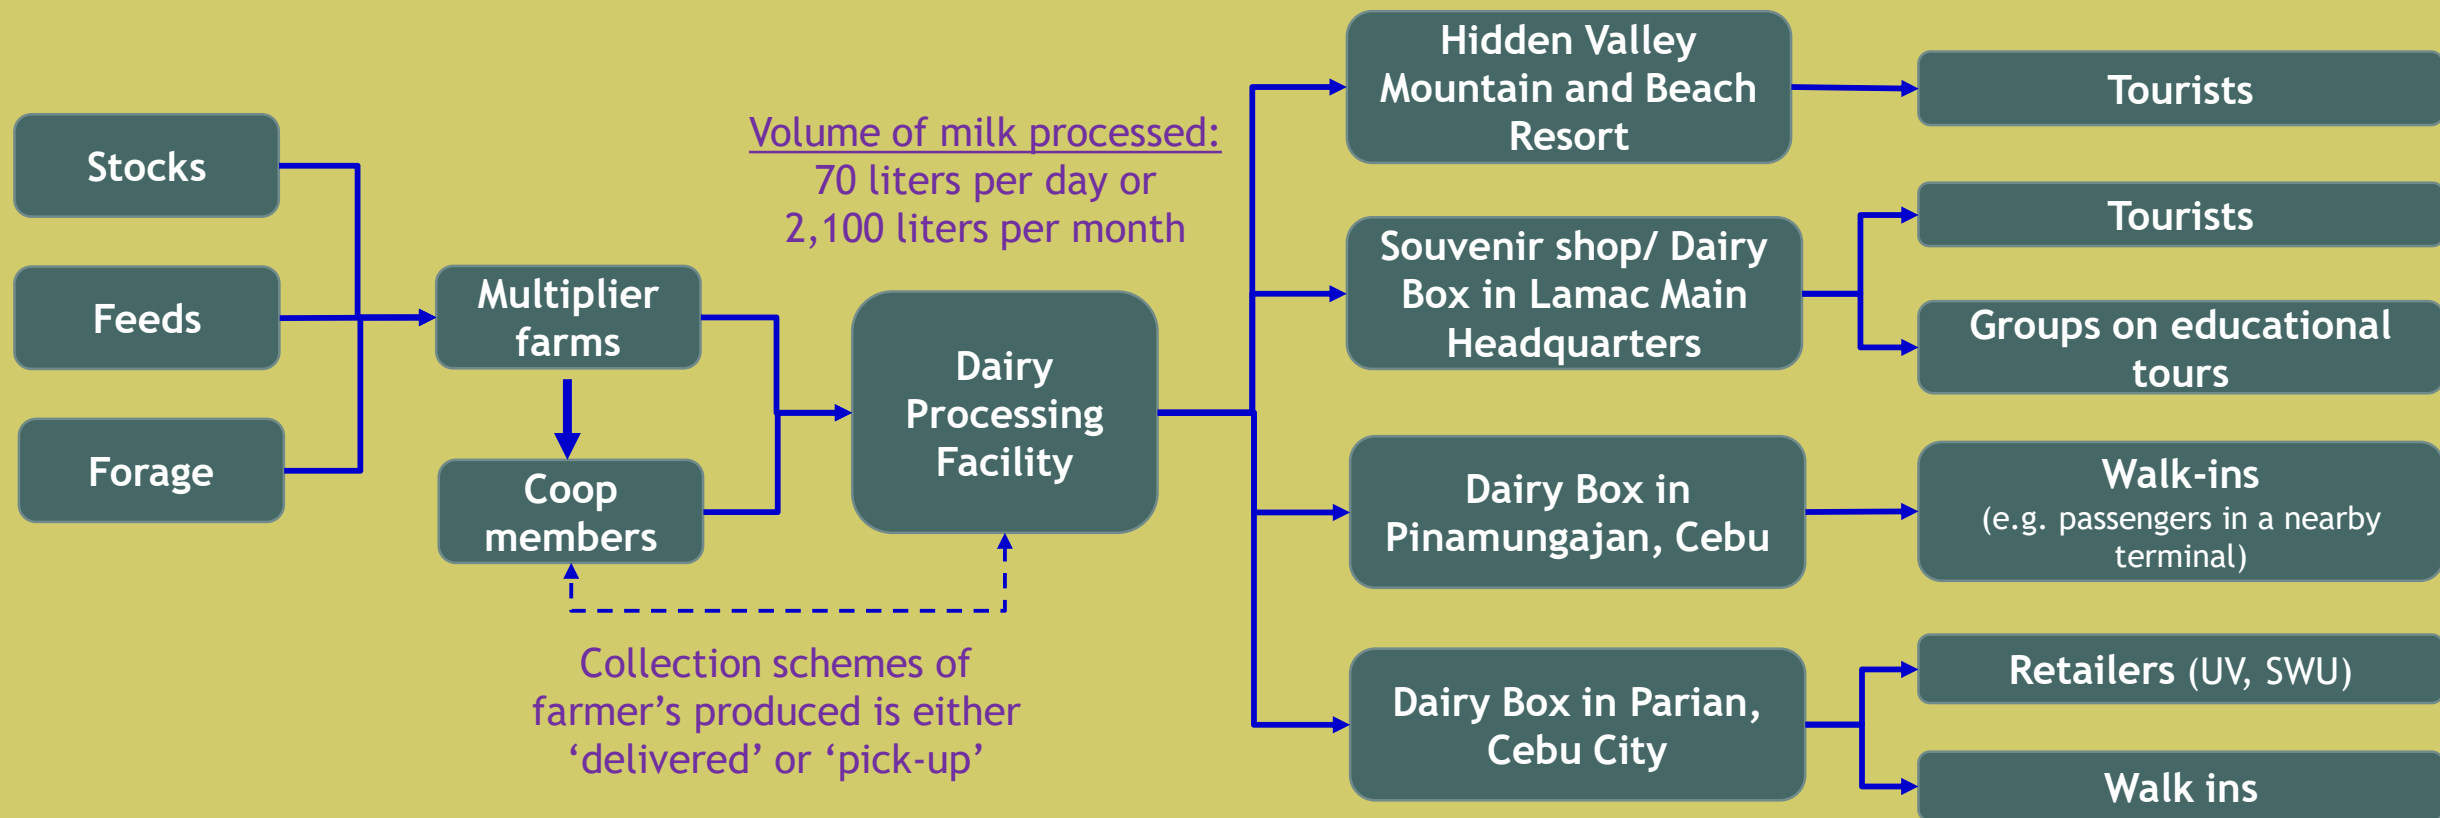 Stocks
Feeds
Forage
Multiplier
farms
Coop
members
Volume of milk processed:
70 liters per day or
2,100 liters per month
Dairy
Processing
Facility
Collection schemes of
farmer’s produced is either
‘delivered’ or ‘pick-up’
Hidden Valley
Mountain and Beach
Resort
Souvenir shop/ Dairy
Box in Lamac Main
Headquarters
Dairy Box in
Pinamungajan, Cebu
Dairy Box in Parian,
Cebu City
Tourists
Tourists
Groups on educational
tours
Walk-ins
(e.g. passengers in a nearby
terminal)
Retailers (UV, SWU)
Walk ins